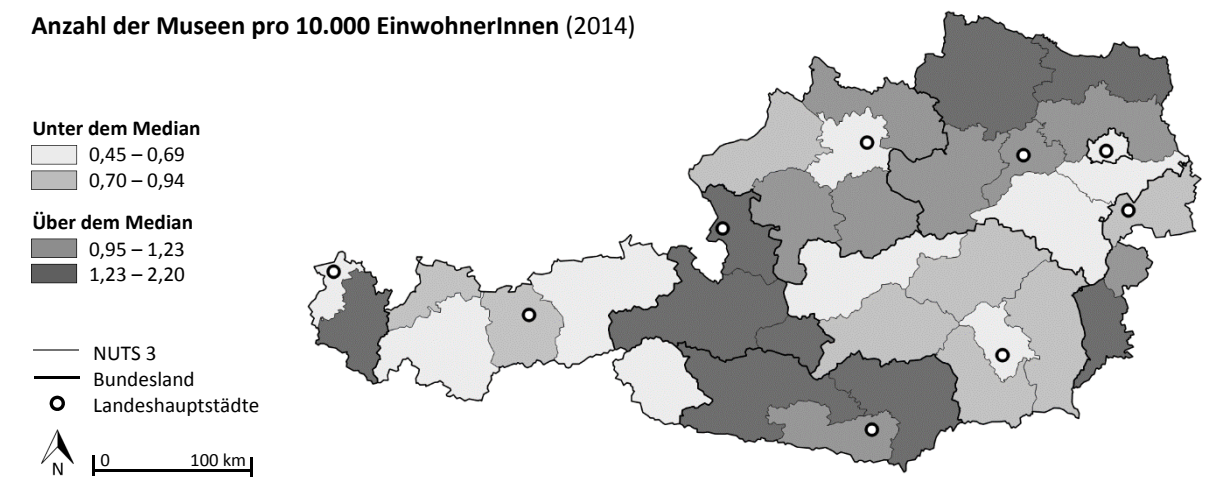 Anzahl der Museen pro 10.000 EinwohnerInnen (2014)
Unter dem Median
0,45 – 0,69
0,70 – 0,94
Über dem Median
0,95 – 1,23
1,23 – 2,20
NUTS 3
Bundesland
Landeshauptstädte
N
0 100 km